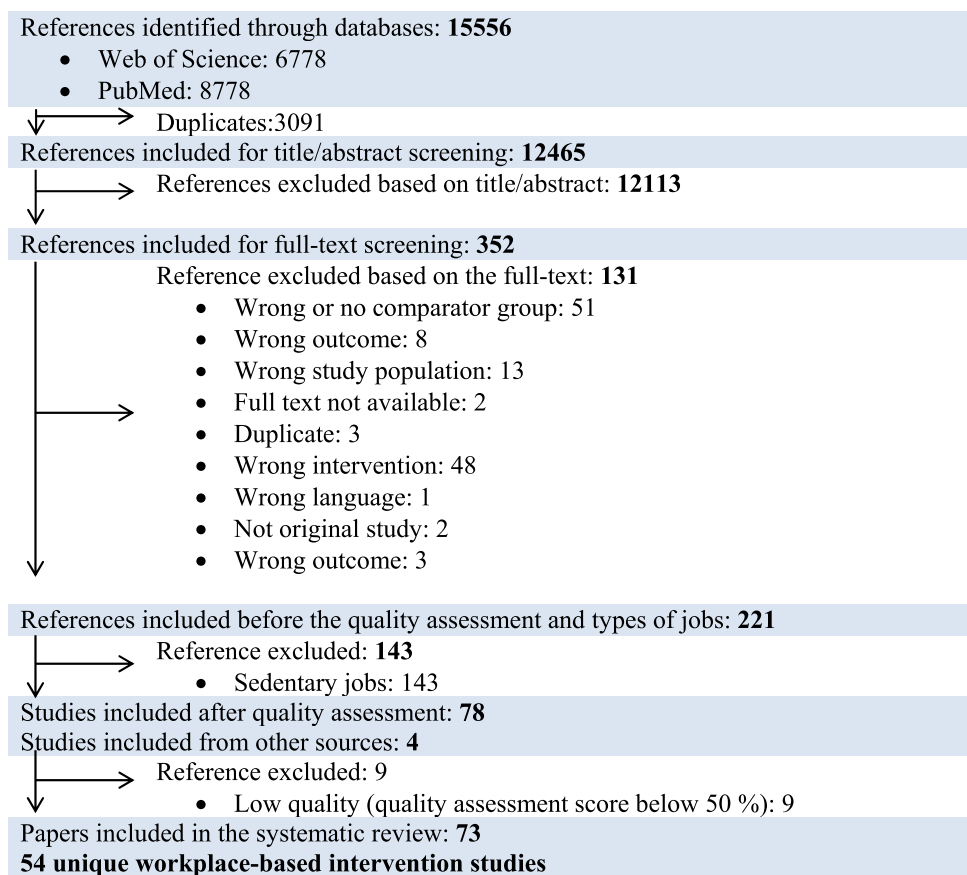 References identified through databases: 15556
• Web of Science: 6778
• PubMed: 8778
Duplicates:3091
References included for title/abstract screening: 12465
References excluded based on title/abstract: 12113
References included for full-text screening: 352
Reference excluded based on the full-text: 131
• Wrong or no comparator group: 51
• Wrong outcome: 8
• Wrong study population: 13
• Full text not available: 2
• Duplicate: 3
• Wrong intervention: 48
• Wrong language: 1
• Not original study: 2
• Wrong outcome: 3
References included before the quality assessment and types of jobs: 221
Reference excluded: 143
• Sedentary jobs: 143
Studies included after quality assessment: 78
Studies included from other sources: 4
Reference excluded: 9
• Low quality (quality assessment score below 50 %): 9
Papers included in the systematic review: 73
54 unique workplace-based intervention studies